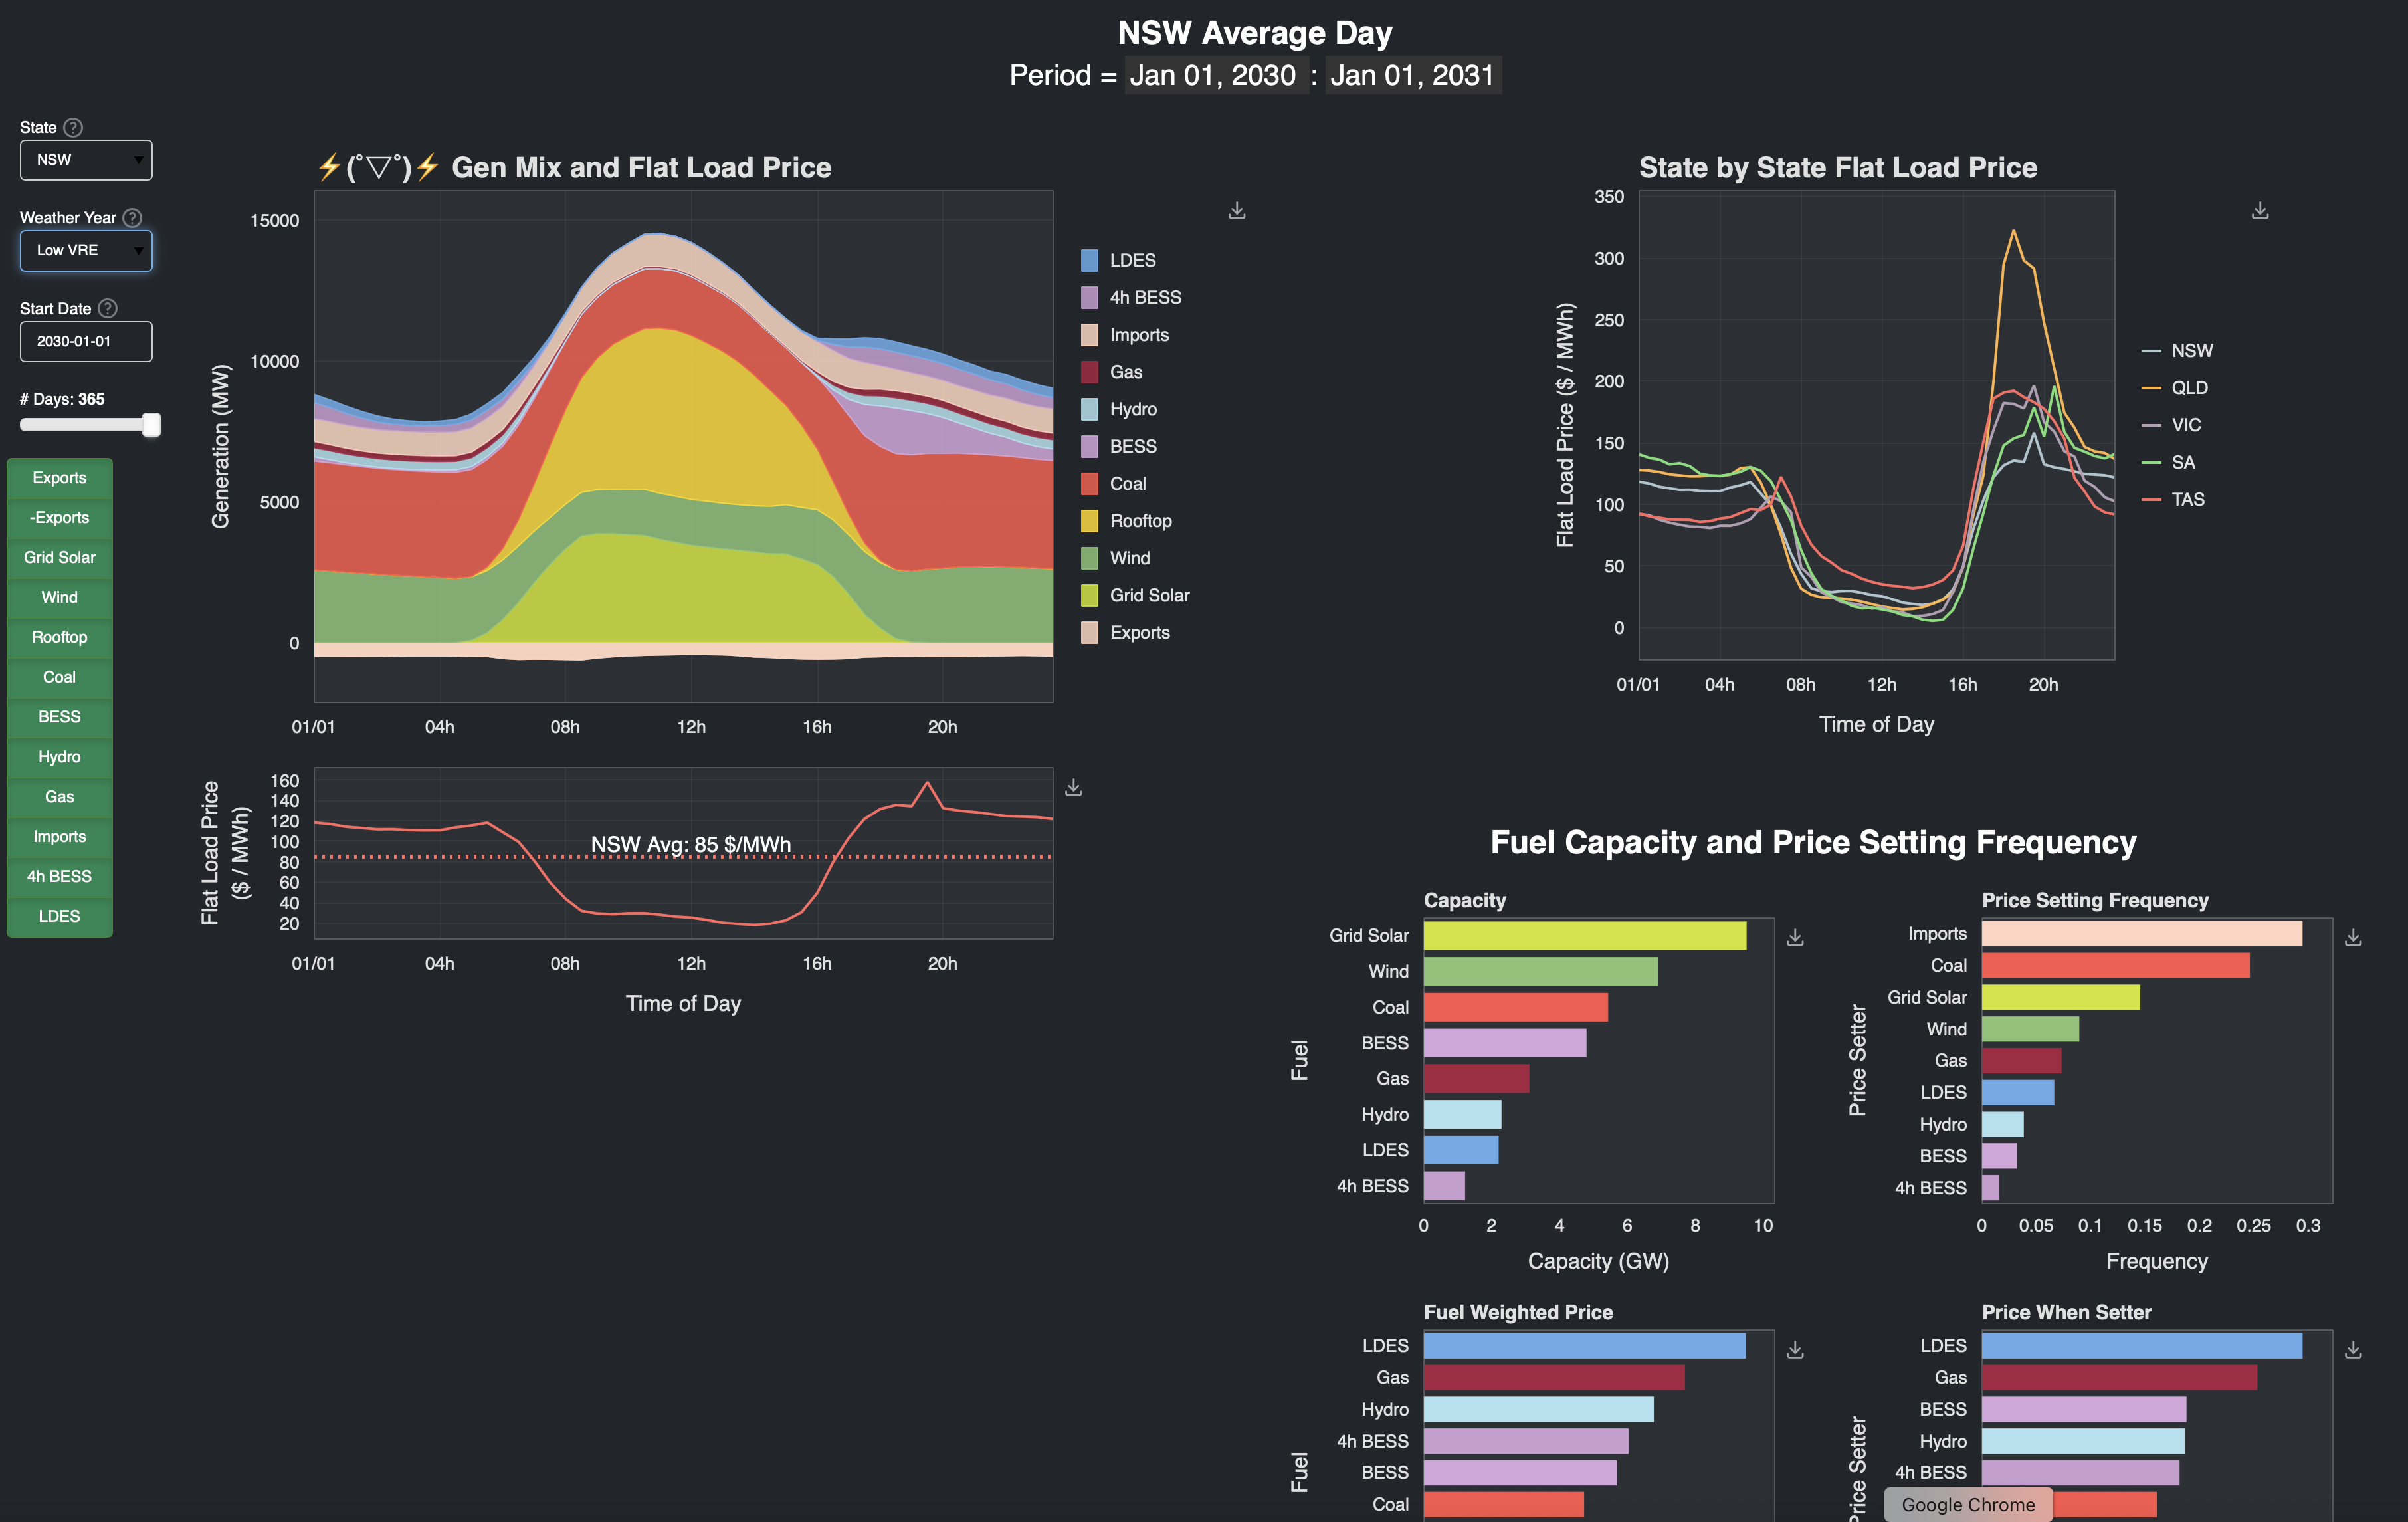 NSW Average Day
Period = Jan 01, 2030 : Jan 01, 2031
State ?
NSW
Weather Year ?
Low VRE
Start Date ?
2030-01-01
# Days: 365
Exports
-Exports
Grid Solar
Wind
Rooftop
Coal
BESS
Hydro
Gas
Imports
4h BESS
LDES
⚡(˚▽˚)⚡ Gen Mix and Flat Load Price
Generation (MW)
15000
10000
5000
0
01/01 04h 08h 12h 16h 20h
LDES
4h BESS
Imports
Gas
Hydro
BESS
Coal
Rooftop
Wind
Grid Solar
Exports
Flat Load Price
($ / MWh)
160
140
120
100
80
60
40
20
NSW Avg: 85 $/MWh
01/01 04h 08h 12h 16h 20h
Time of Day
State by State Flat Load Price
Flat Load Price ($ / MWh)
350
300
250
200
150
100
50
0
01/01 04h 08h 12h 16h 20h
Time of Day
NSW
QLD
VIC
SA
TAS
Fuel Capacity and Price Setting Frequency
Capacity
Fuel
Grid Solar
Wind
Coal
BESS
Gas
Hydro
LDES
4h BESS
0 2 4 6 8 10
Capacity (GW)
Price Setting Frequency
Price Setter
Imports
Coal
Grid Solar
Wind
Gas
LDES
Hydro
BESS
4h BESS
0 0.05 0.1 0.15 0.2 0.25 0.3
Frequency
Fuel Weighted Price
Fuel
LDES
Gas
Hydro
4h BESS
BESS
Coal
Price When Setter
Price Setter
LDES
Gas
BESS
Hydro
4h BESS
Google Chrome